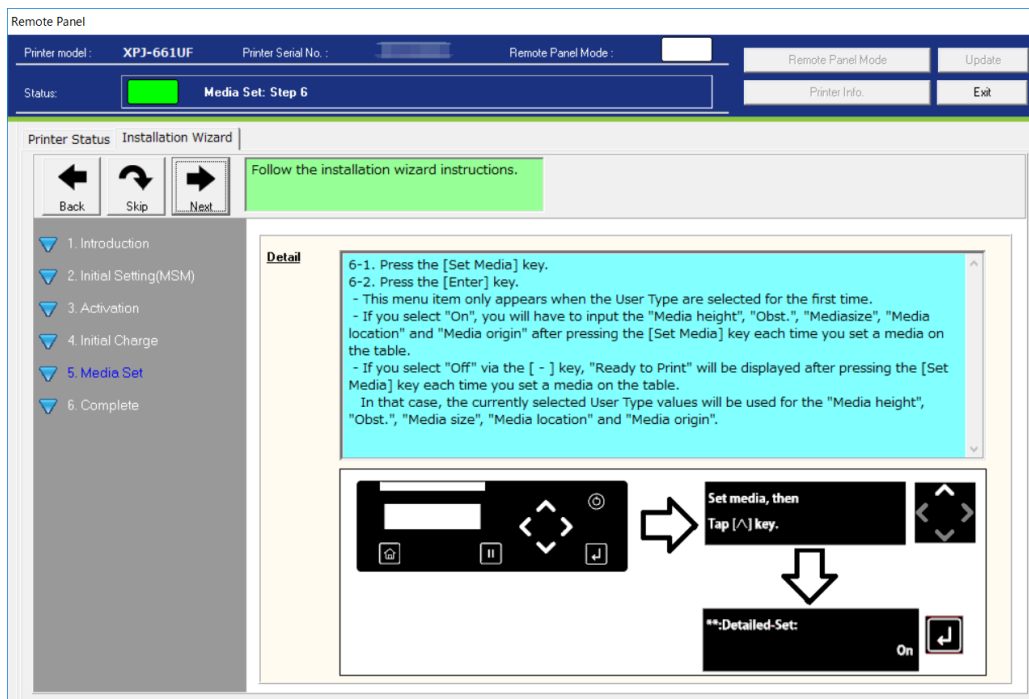 Remote Panel
Printer model : XPJ-661UF Printer Serial No. : Remote Panel Mode :
Remote Panel Mode Update
Status: Media Set: Step 6
Printer Info. Exit
Printer Status Installation Wizard
Back Skip Next
Follow the installation wizard instructions.
1. Introduction
2. Initial Setting(MSM)
3. Activation
4. Initial Charge
5. Media Set
6. Complete
Detail
6-1. Press the [Set Media] key.
6-2. Press the [Enter] key.
- This menu item only appears when the User Type are selected for the first time.
- If you select "On", you will have to input the "Media height", "Obst.", "Mediasize", "Media
location" and "Media origin" after pressing the [Set Media] key each time you set a media on
the table.
- If you select "Off" via the [ - ] key, "Ready to Print" will be displayed after pressing the [Set
Media] key each time you set a media on the table.
In that case, the currently selected User Type values will be used for the "Media height",
"Obst.", "Media size", "Media location" and "Media origin".
Set media, then
Tap [∧] key.
**:Detailed-Set:
On